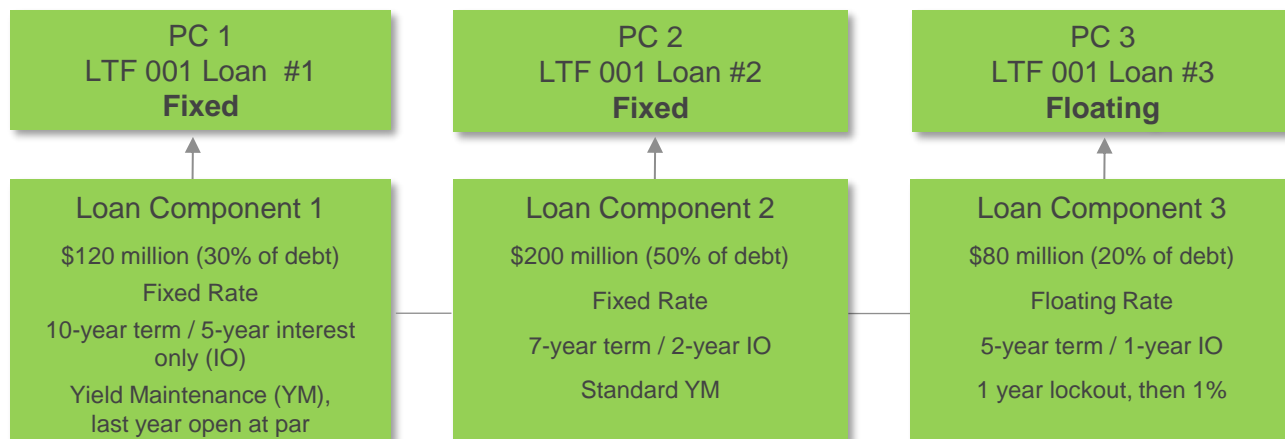 PC 1
LTF 001 Loan  #1
Fixed
PC 2
LTF 001 Loan #2
Fixed
PC 3
LTF 001 Loan #3
Floating
Loan Component 1
$120 million (30% of debt)
Fixed Rate
10-year term / 5-year interest
only (IO)
Yield Maintenance (YM),
last year open at par
Loan Component 2
$200 million (50% of debt)
Fixed Rate
7-year term / 2-year IO
Standard YM
Loan Component 3
$80 million (20% of debt)
Floating Rate
5-year term / 1-year IO
1 year lockout, then 1%